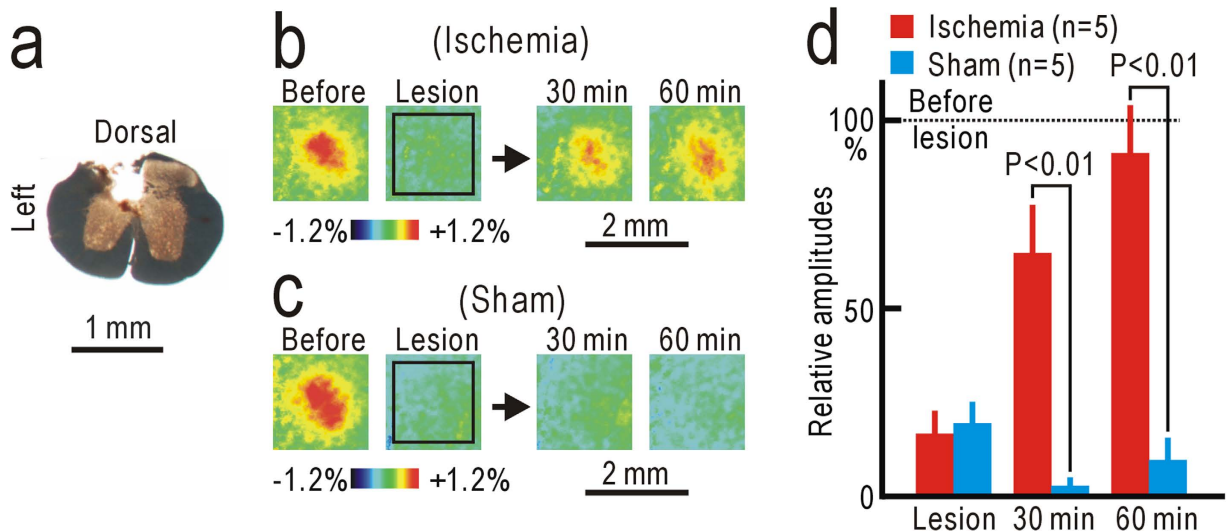 a
Dorsal
Left
1 mm
b
(Ischemia)
Before Lesion 30 min 60 min
-1.2% +1.2% 2 mm
c
(Sham)
Before Lesion 30 min 60 min
-1.2% +1.2% 2 mm
d
Ischemia (n=5)
Sham (n=5)
P<0.01
Before
lesion
P<0.01
Relative amplitudes
100
%
50
0
Lesion 30 min 60 min